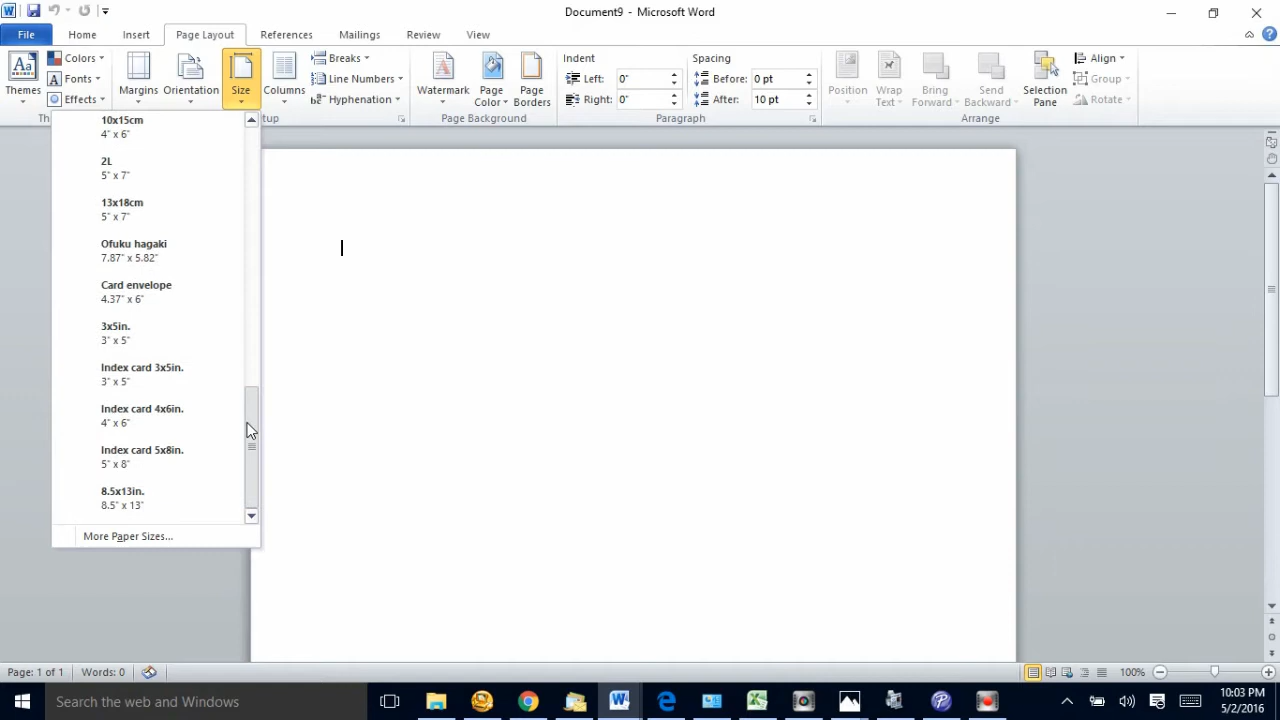 Document9 - Microsoft Word
File Home Insert Page Layout References Mailings Review View
Themes
Colors
Fonts
Effects
Margins
Orientation
Size
Columns
Breaks
Line Numbers
Hyphenation
Watermark
Page Color
Page Borders
Indent
Left: 0"
Right: 0"
Spacing
Before: 0 pt
After: 10 pt
Position
Wrap Text
Bring Forward
Send Backward
Selection Pane
Align
Group
Rotate
Th
tup
Page Background
Paragraph
Arrange
10x15cm
4" x 6"
2L
5" x 7"
13x18cm
5" x 7"
Ofuku hagaki
7.87" x 5.82"
Card envelope
4.37" x 6"
3x5in.
3" x 5"
Index card 3x5in.
3" x 5"
Index card 4x6in.
4" x 6"
Index card 5x8in.
5" x 8"
8.5x13in.
8.5" x 13"
More Paper Sizes...
Page: 1 of 1 Words: 0 100%
Search the web and Windows
10:03 PM
5/2/2016